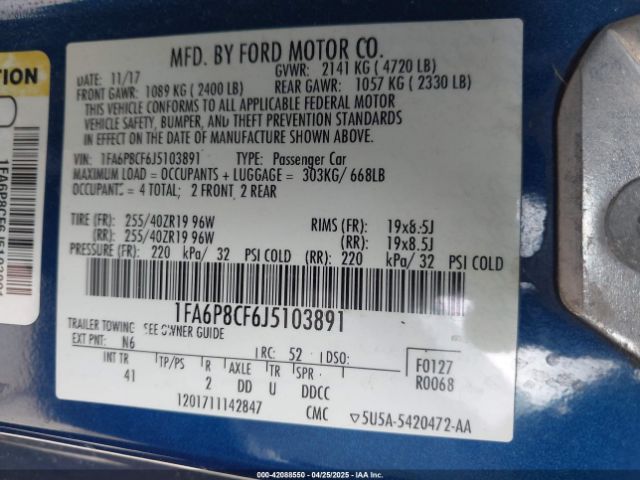 TION
1FA6P8CF6J5103891
MFD. BY FORD MOTOR CO.
DATE: 11/17 GVWR: 2141 KG ( 4720 LB)
FRONT GAWR: 1089 KG ( 2400 LB) REAR GAWR: 1057 KG ( 2330 LB)
THIS VEHICLE CONFORMS TO ALL APPLICABLE FEDERAL MOTOR
VEHICLE SAFETY, BUMPER, AND THEFT PREVENTION STANDARDS
IN EFFECT ON THE DATE OF MANUFACTURE SHOWN ABOVE.
VIN: 1FA6P8CF6J5103891 TYPE: Passenger Car
MAXIMUM LOAD = OCCUPANTS + LUGGAGE = 303KG/ 668LB
OCCUPANTS = 4 TOTAL; 2 FRONT, 2 REAR
TIRE (FR): 255/40ZR19 96W RIMS (FR): 19x8.5J
(RR): 255/40ZR19 96W (RR): 19x8.5J
PRESSURE (FR): 220 kPa/ 32 PSI COLD (RR): 220 kPa/ 32 PSI COLD
1FA6P8CF6J5103891
TRAILER TOWING: SEE OWNER GUIDE
EXT PNT: N6 RC: 52 DSO: F0127
R0068
INT TR TP/PS R AXLE TR SPR
41 2 DD U DDCC
1201711142847 CMC ▽5U5A-5420472-AA
000-42088550 - 04/25/2025 - IAAI.COM